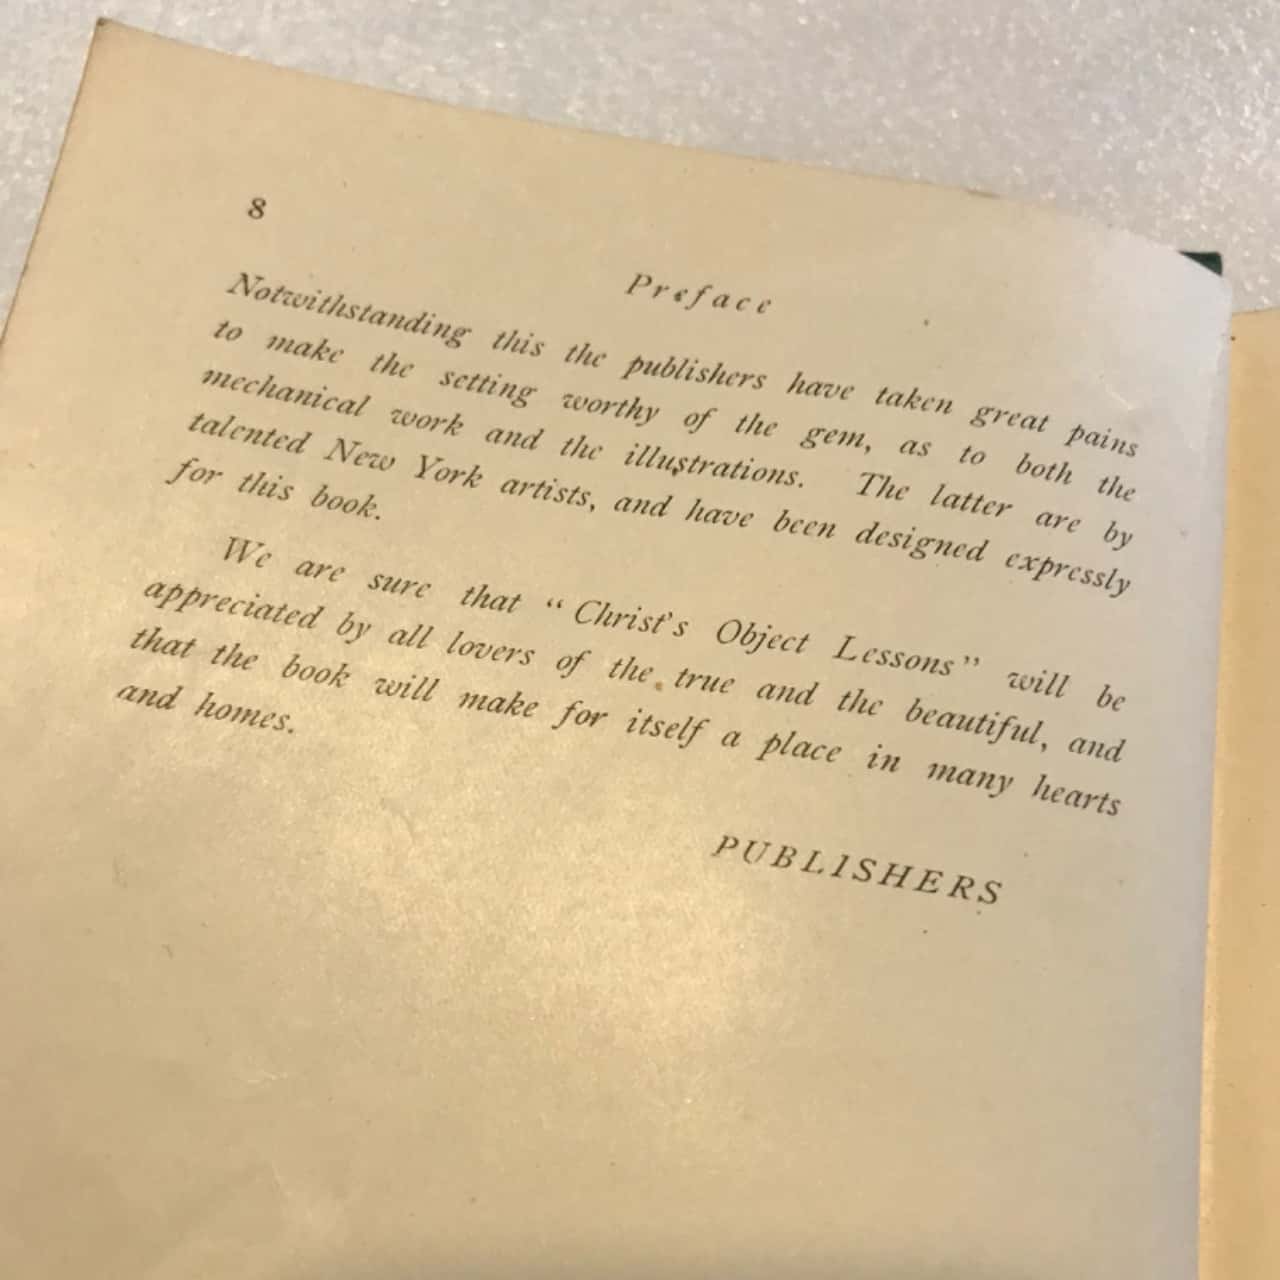 8
Preface
Notwithstanding this the publishers have taken great pains
to make the setting worthy of the gem, as to both the
mechanical work and the illustrations. The latter are by
talented New York artists, and have been designed expressly
for this book.
We are sure that “Christ's Object Lessons” will be
appreciated by all lovers of the true and the beautiful, and
that the book will make for itself a place in many hearts
and homes.
PUBLISHERS